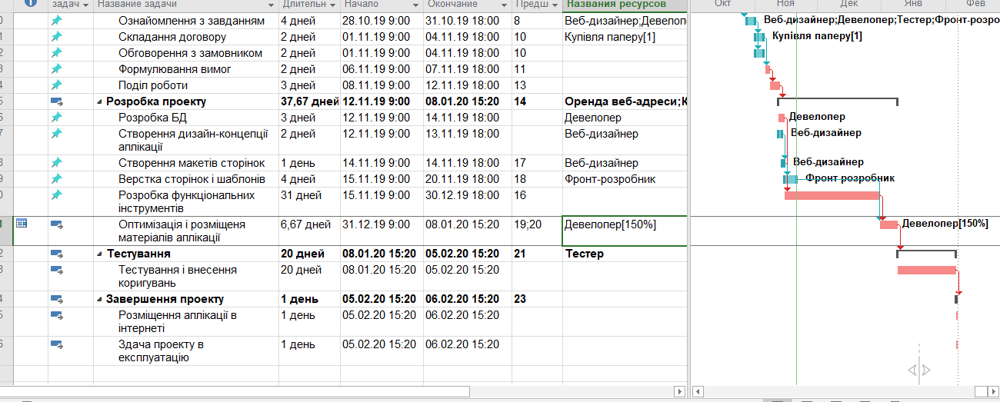 задач Название задачи Длительн Начало Окончание Предш Названия ресурсов Окт Ноя Дек Янв Фев
0 Ознайомлення з завданням 4 дней 28.10.19 9:00 31.10.19 18:00 8 Веб-дизайнер;Девелоп Веб-дизайнер;Девелопер;Тестер;Фронт-розро
1 Складання договору 2 дней 01.11.19 9:00 04.11.19 18:00 10 Купівля паперу[1] Купівля паперу[1]
2 Обговорення з замовником 2 дней 01.11.19 9:00 04.11.19 18:00 10
3 Формулювання вимог 2 дней 06.11.19 9:00 07.11.19 18:00 11
4 Поділ роботи 3 дней 08.11.19 9:00 12.11.19 18:00 13
5 Розробка проекту 37,67 дней 12.11.19 9:00 08.01.20 15:20 14 Оренда веб-адреси;К
6 Розробка БД 3 дней 12.11.19 9:00 14.11.19 18:00 Девелопер Девелопер
7 Створення дизайн-концепції 2 дней 12.11.19 9:00 13.11.19 18:00 Веб-дизайнер Веб-дизайнер
аплікації
8 Створення макетів сторінок 1 день 14.11.19 9:00 14.11.19 18:00 17 Веб-дизайнер Веб-дизайнер
9 Верстка сторінок і шаблонів 4 дней 15.11.19 9:00 20.11.19 18:00 18 Фронт-розробник Фронт-розробник
0 Розробка функціональних 31 дней 15.11.19 9:00 30.12.19 18:00 16
інструментів
1 Оптимізація і розміщеня 6,67 дней 31.12.19 9:00 08.01.20 15:20 19;20 Девелопер[150%] Девелопер[150%]
матеріалів аплікації
2 Тестування 20 дней 08.01.20 15:20 05.02.20 15:20 21 Тестер
3 Тестування і внесення 20 дней 08.01.20 15:20 05.02.20 15:20
коригувань
4 Завершення проекту 1 день 05.02.20 15:20 06.02.20 15:20 23
5 Розміщення аплікації в 1 день 05.02.20 15:20 06.02.20 15:20
інтернеті
6 Здача проекту в 1 день 05.02.20 15:20 06.02.20 15:20
експлуатацію